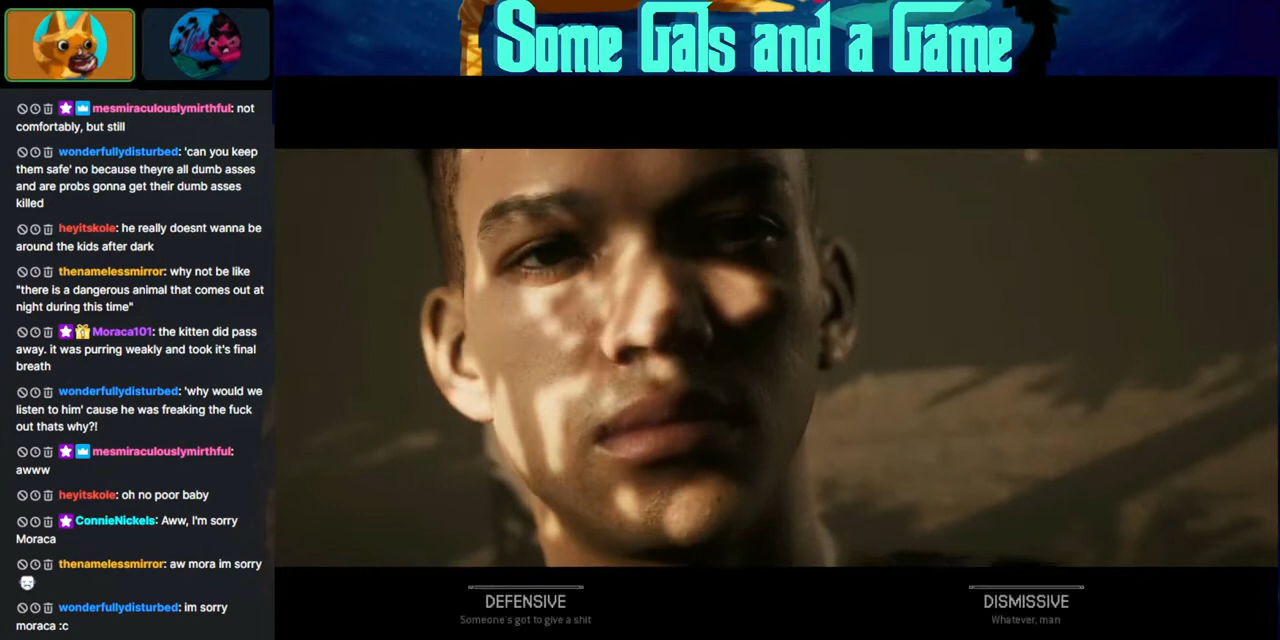 Some Gals and a Game
mesmiraculouslymirthful: not
comfortably, but still
wonderfullydisturbed: 'can you keep
them safe' no because theyre all dumb asses
and are probs gonna get their dumb asses
killed
heyitskole: he really doesnt wanna be
around the kids after dark
thenamelessmirror: why not be like
"there is a dangerous animal that comes out at
night during this time"
Moraca101: the kitten did pass
away. it was purring weakly and took it's final
breath
wonderfullydisturbed: 'why would we
listen to him' cause he was freaking the fuck
out thats why?!
mesmiraculouslymirthful:
awww
heyitskole: oh no poor baby
ConnieNickels: Aww, I'm sorry
Moraca
thenamelessmirror: aw mora im sorry
wonderfullydisturbed: im sorry
moraca :c
DEFENSIVE
Someone's got to give a shit
DISMISSIVE
Whatever, man